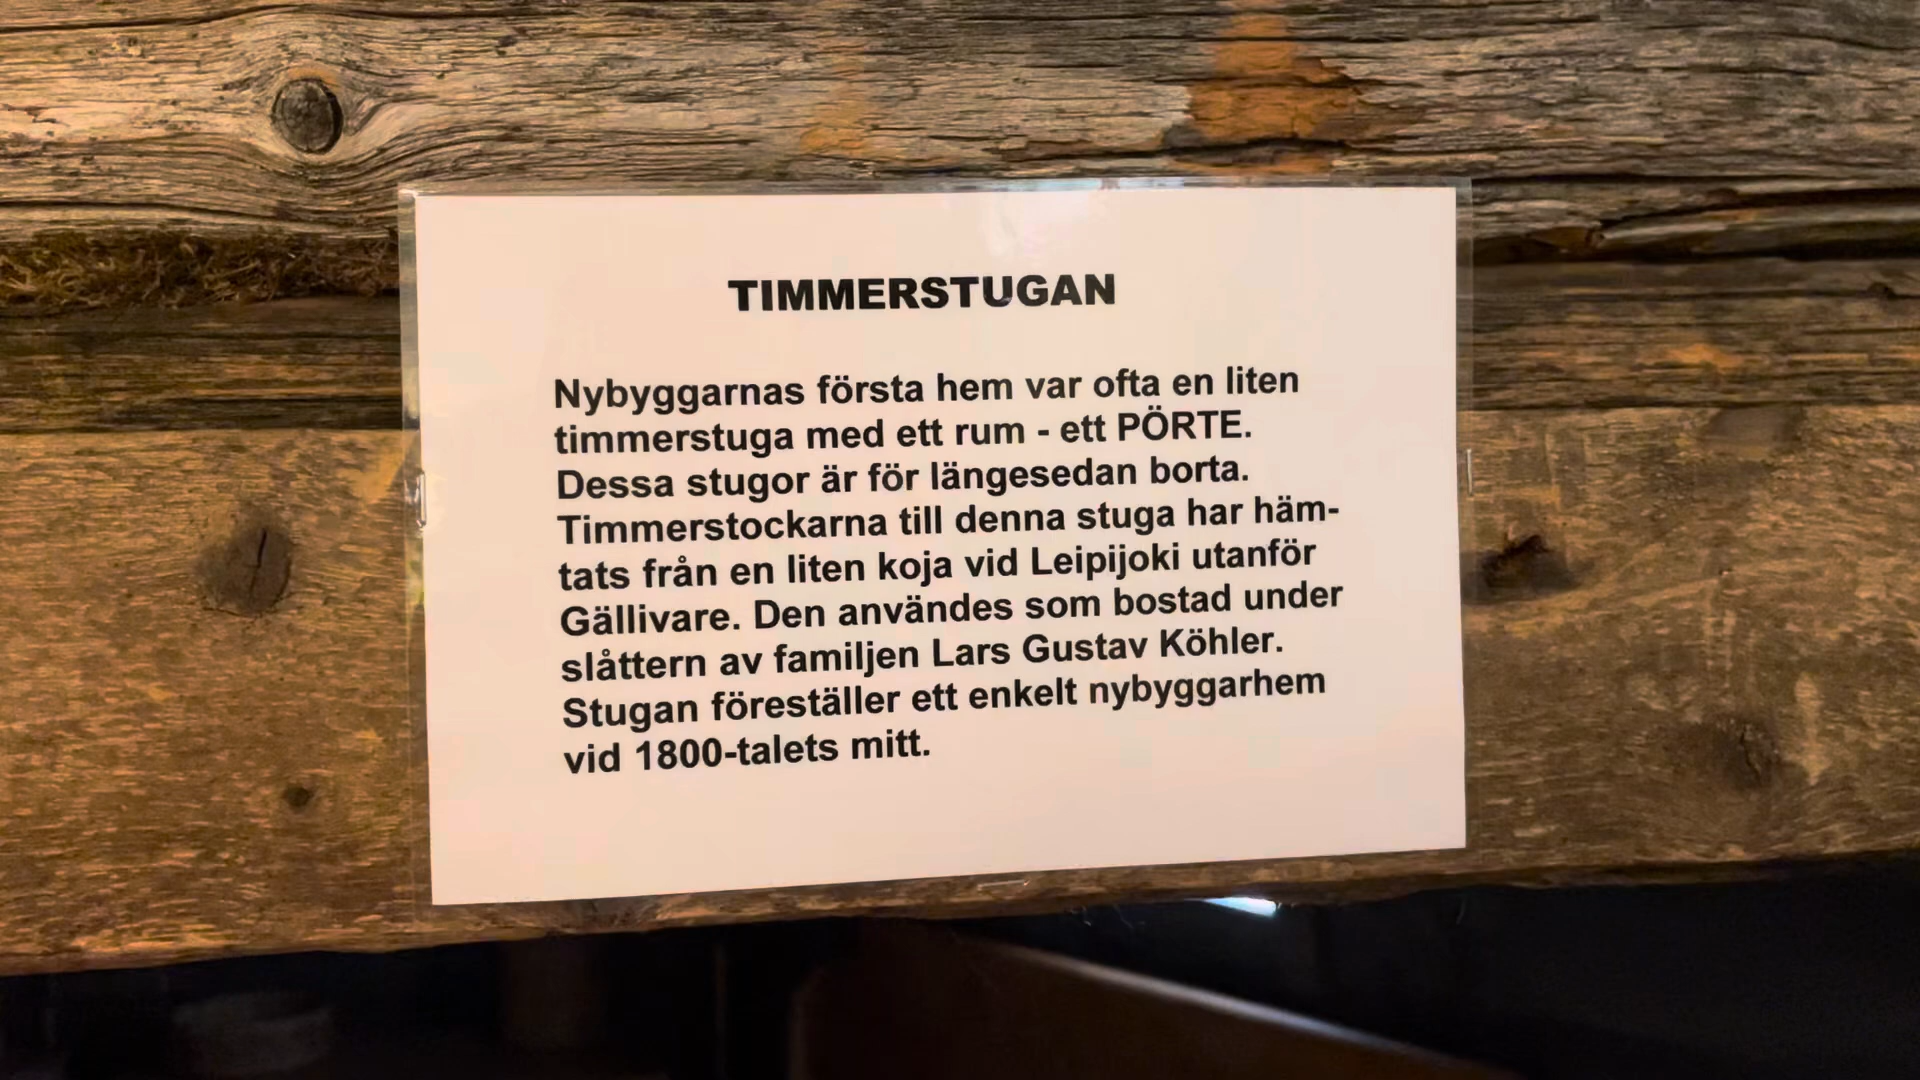 TIMMERSTUGAN
Nybyggarnas första hem var ofta en liten
timmerstuga med ett rum - ett PÖRTE.
Dessa stugor är för längesedan borta.
Timmerstockarna till denna stuga har häm-
tats från en liten koja vid Leipijoki utanför
Gällivare. Den användes som bostad under
slåttern av familjen Lars Gustav Köhler.
Stugan föreställer ett enkelt nybyggarhem
vid 1800-talets mitt.